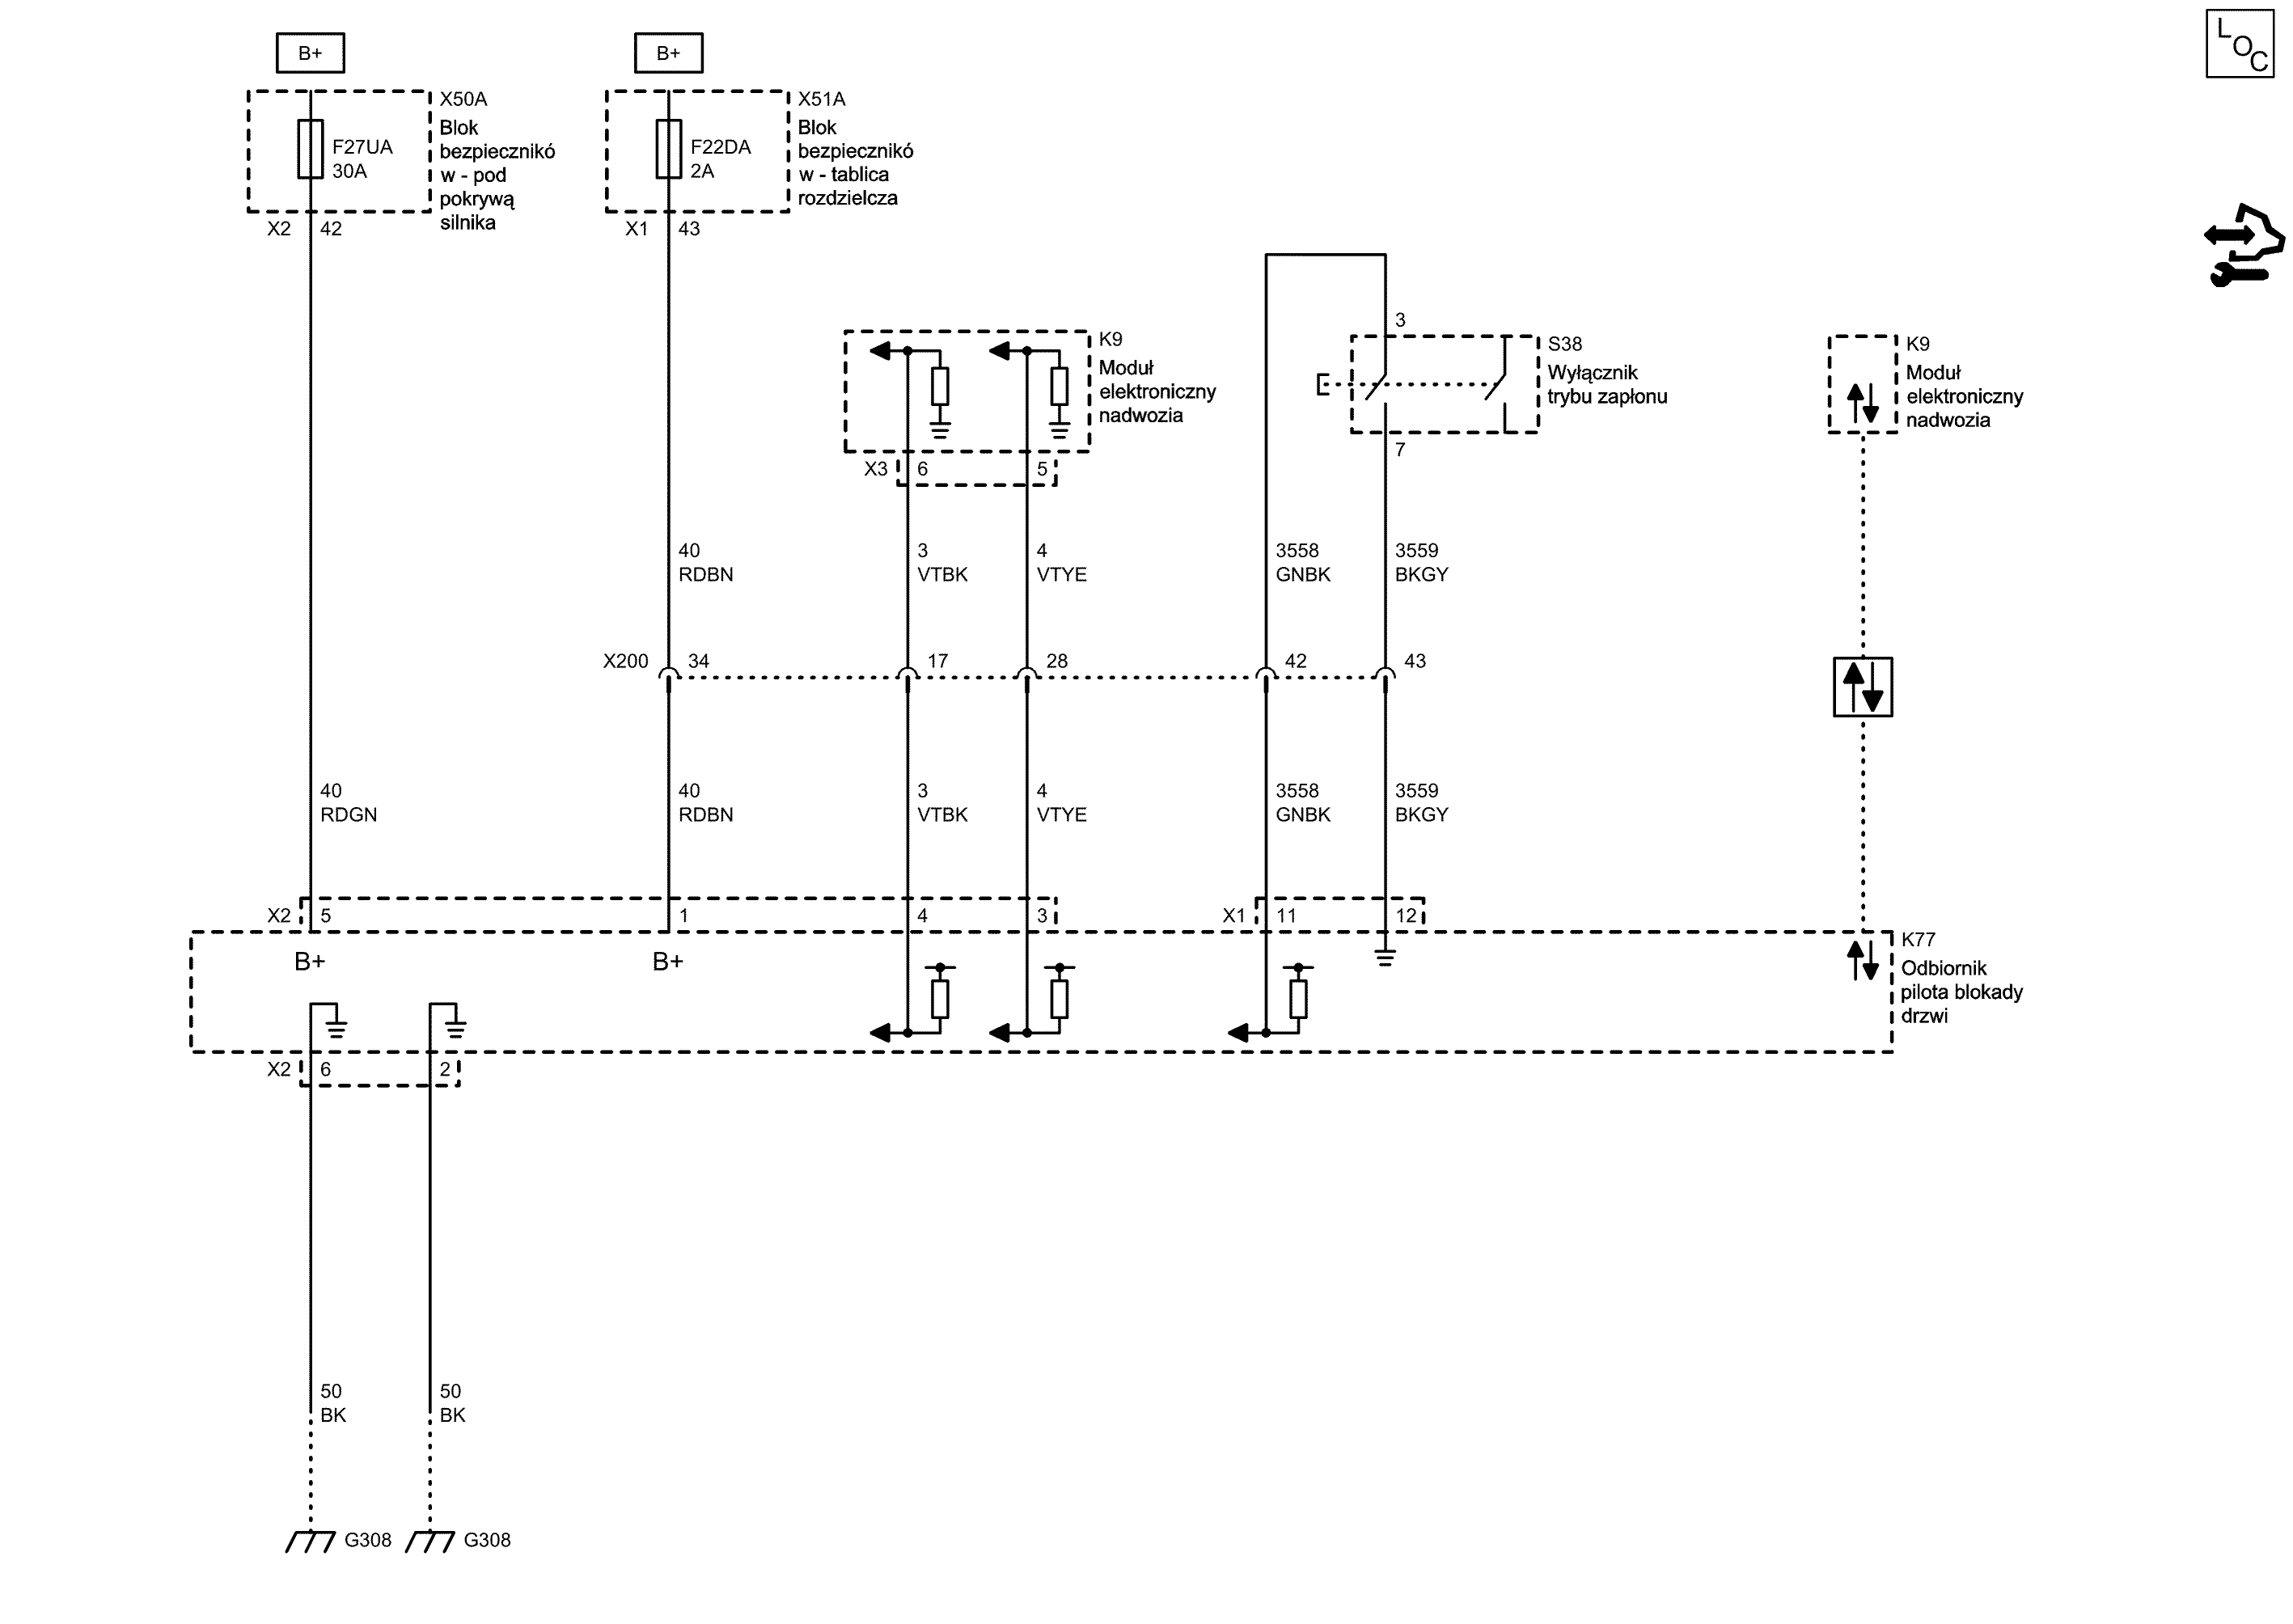 LOC
B+
B+
X50A
Blok
bezpiecznikó
w - pod
pokrywą
silnika
F27UA
30A
X2
42
X51A
Blok
bezpiecznikó
w - tablica
rozdzielcza
F22DA
2A
X1
43
K9
Moduł
elektroniczny
nadwozia
X3
6
5
3
S38
Wyłącznik
trybu zapłonu
7
K9
Moduł
elektroniczny
nadwozia
40
RDBN
3
VTBK
4
VTYE
3558
GNBK
3559
BKGY
X200
34
17
28
42
43
40
RDGN
40
RDBN
3
VTBK
4
VTYE
3558
GNBK
3559
BKGY
X2
5
1
4
3
X1
11
12
B+
B+
K77
Odbiornik
pilota blokady
drzwi
X2
6
2
50
BK
50
BK
G308
G308